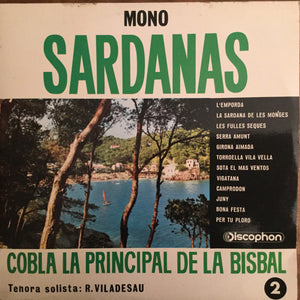 MONO
SARDANAS
L'EMPORDA
LA SARDANA DE LES MONGES
LES FULLES SEQUES
SERRA AMUNT
GIRONA AIMADA
TORROELLA VILA VELLA
SOTA EL MAS VENTOS
VIGATANA
CAMPRODON
JUNY
BONA FESTA
PER TU PLORO
Discophon
COBLA LA PRINCIPAL DE LA BISBAL
Tenora solista: R.VILADESAU
2